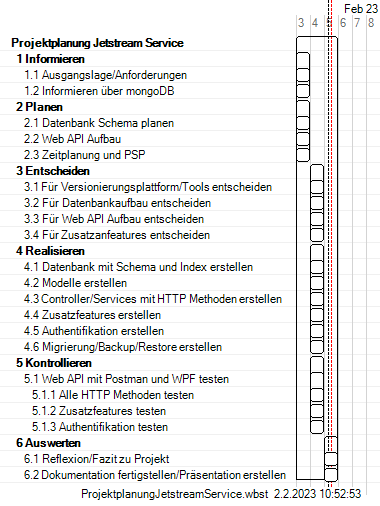 Feb 23
3 4 5 6 7 8
Projektplanung Jetstream Service
1 Informieren
1.1 Ausgangslage/Anforderungen
1.2 Informieren über mongoDB
2 Planen
2.1 Datenbank Schema planen
2.2 Web API Aufbau
2.3 Zeitplanung und PSP
3 Entscheiden
3.1 Für Versionierungsplattform/Tools entscheiden
3.2 Für Datenbankaufbau entscheiden
3.3 Für Web API Aufbau entscheiden
3.4 Für Zusatzanfeatures entscheiden
4 Realisieren
4.1 Datenbank mit Schema und Index erstellen
4.2 Modelle erstellen
4.3 Controller/Services mit HTTP Methoden erstellen
4.4 Zusatzfeatures erstellen
4.5 Authentifikation erstellen
4.6 Migrierung/Backup/Restore erstellen
5 Kontrollieren
5.1 Web API mit Postman und WPF testen
5.1.1 Alle HTTP Methoden testen
5.1.2 Zusatzfeatures testen
5.1.3 Authentifikation testen
6 Auswerten
6.1 Reflexion/Fazit zu Projekt
6.2 Dokumentation fertigstellen/Präsentation erstellen
ProjektplanungJetstreamService.wbst 2.2.2023 10:52:53